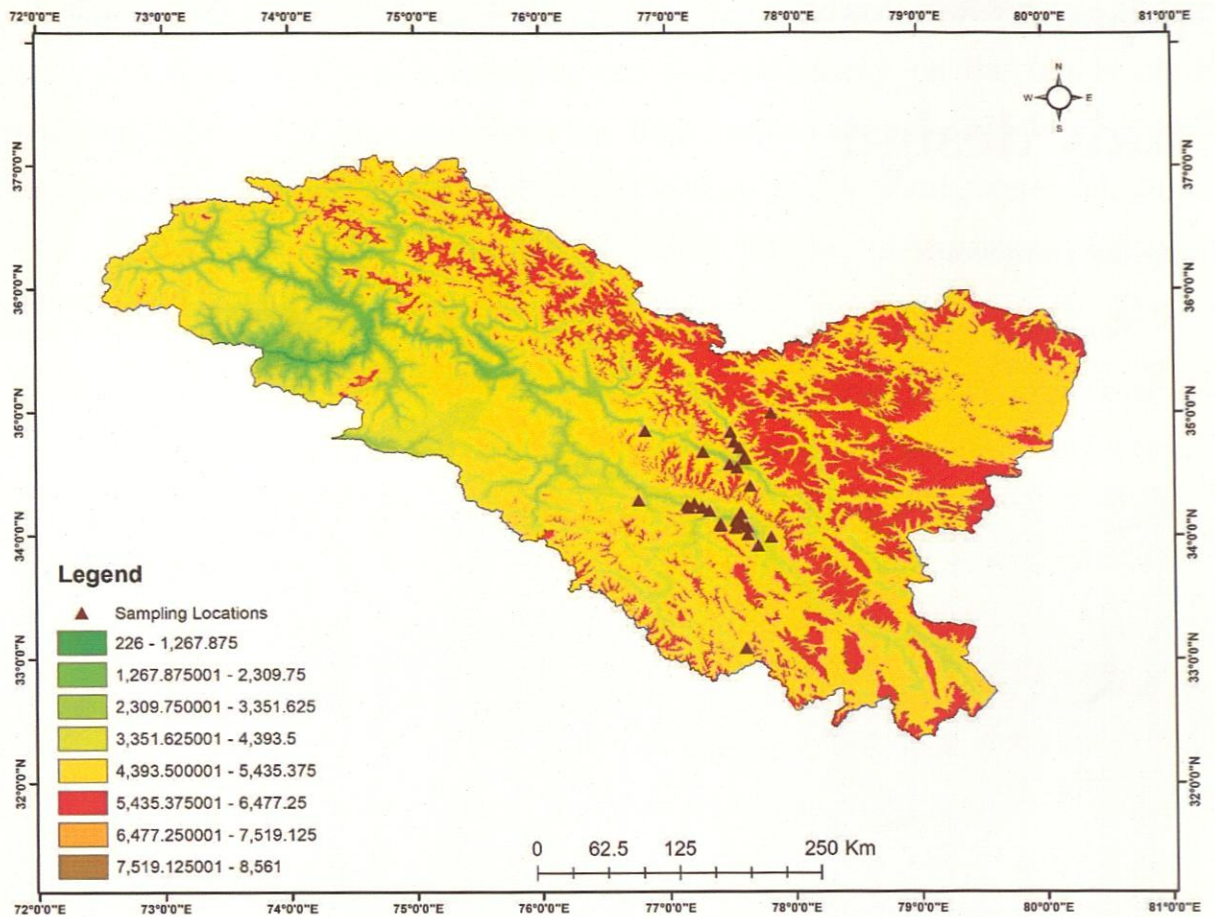 72°0'0"E 73°0'0"E 74°0'0"E 75°0'0"E 76°0'0"E 77°0'0"E 78°0'0"E 79°0'0"E 80°0'0"E 81°0'0"E
N
W E
S
37°0'0"N 37°0'0"N
36°0'0"N 36°0'0"N
35°0'0"N 35°0'0"N
34°0'0"N 34°0'0"N
33°0'0"N 33°0'0"N
32°0'0"N 32°0'0"N
Legend
Sampling Locations
226 - 1,267.875
1,267.875001 - 2,309.75
2,309.750001 - 3,351.625
3,351.625001 - 4,393.5
4,393.500001 - 5,435.375
5,435.375001 - 6,477.25
6,477.250001 - 7,519.125
7,519.125001 - 8,561
0 62.5 125 250 Km
72°0'0"E 73°0'0"E 74°0'0"E 75°0'0"E 76°0'0"E 77°0'0"E 78°0'0"E 79°0'0"E 80°0'0"E 81°0'0"E